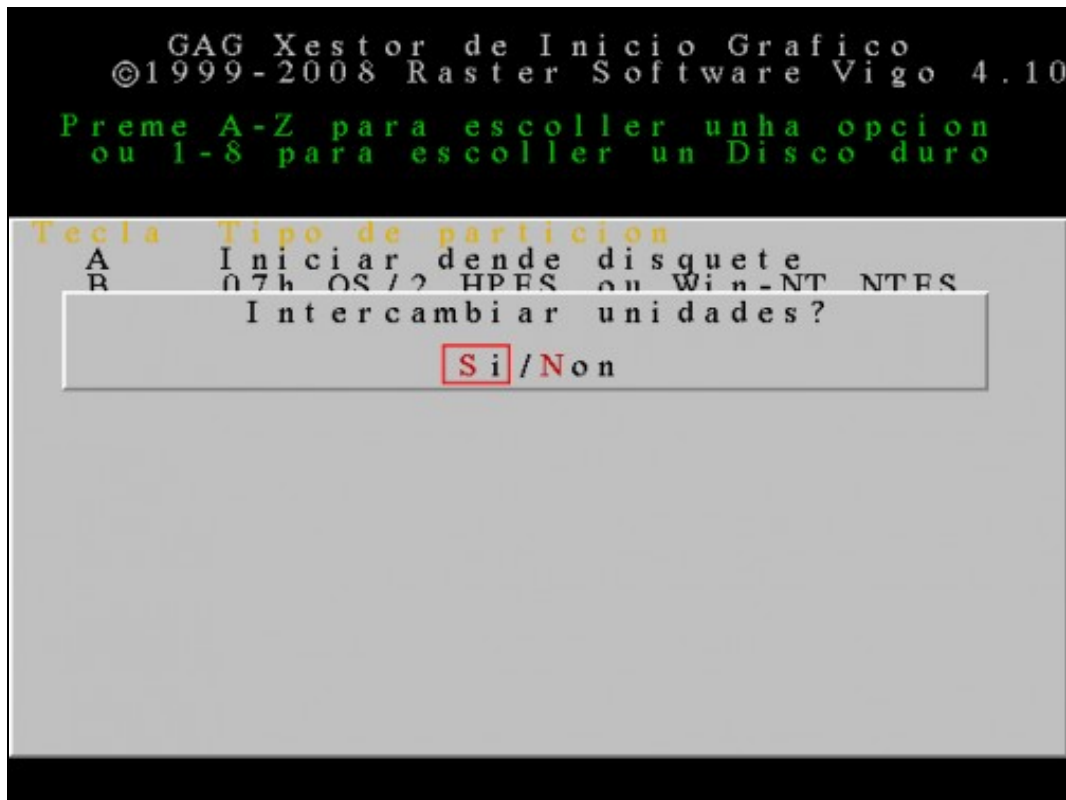 GAG Xestor de Inicio Grafico
©1999-2008 Raster Software Vigo 4.10
Preme A-Z para escoller unha opcion
ou 1-8 para escoller un Disco duro
Tecla Tipo de particion
A Iniciar dende disquete
B 07h OS/2 HPFS ou Win-NT NTFS
Intercambiar unidades?
Si/Non